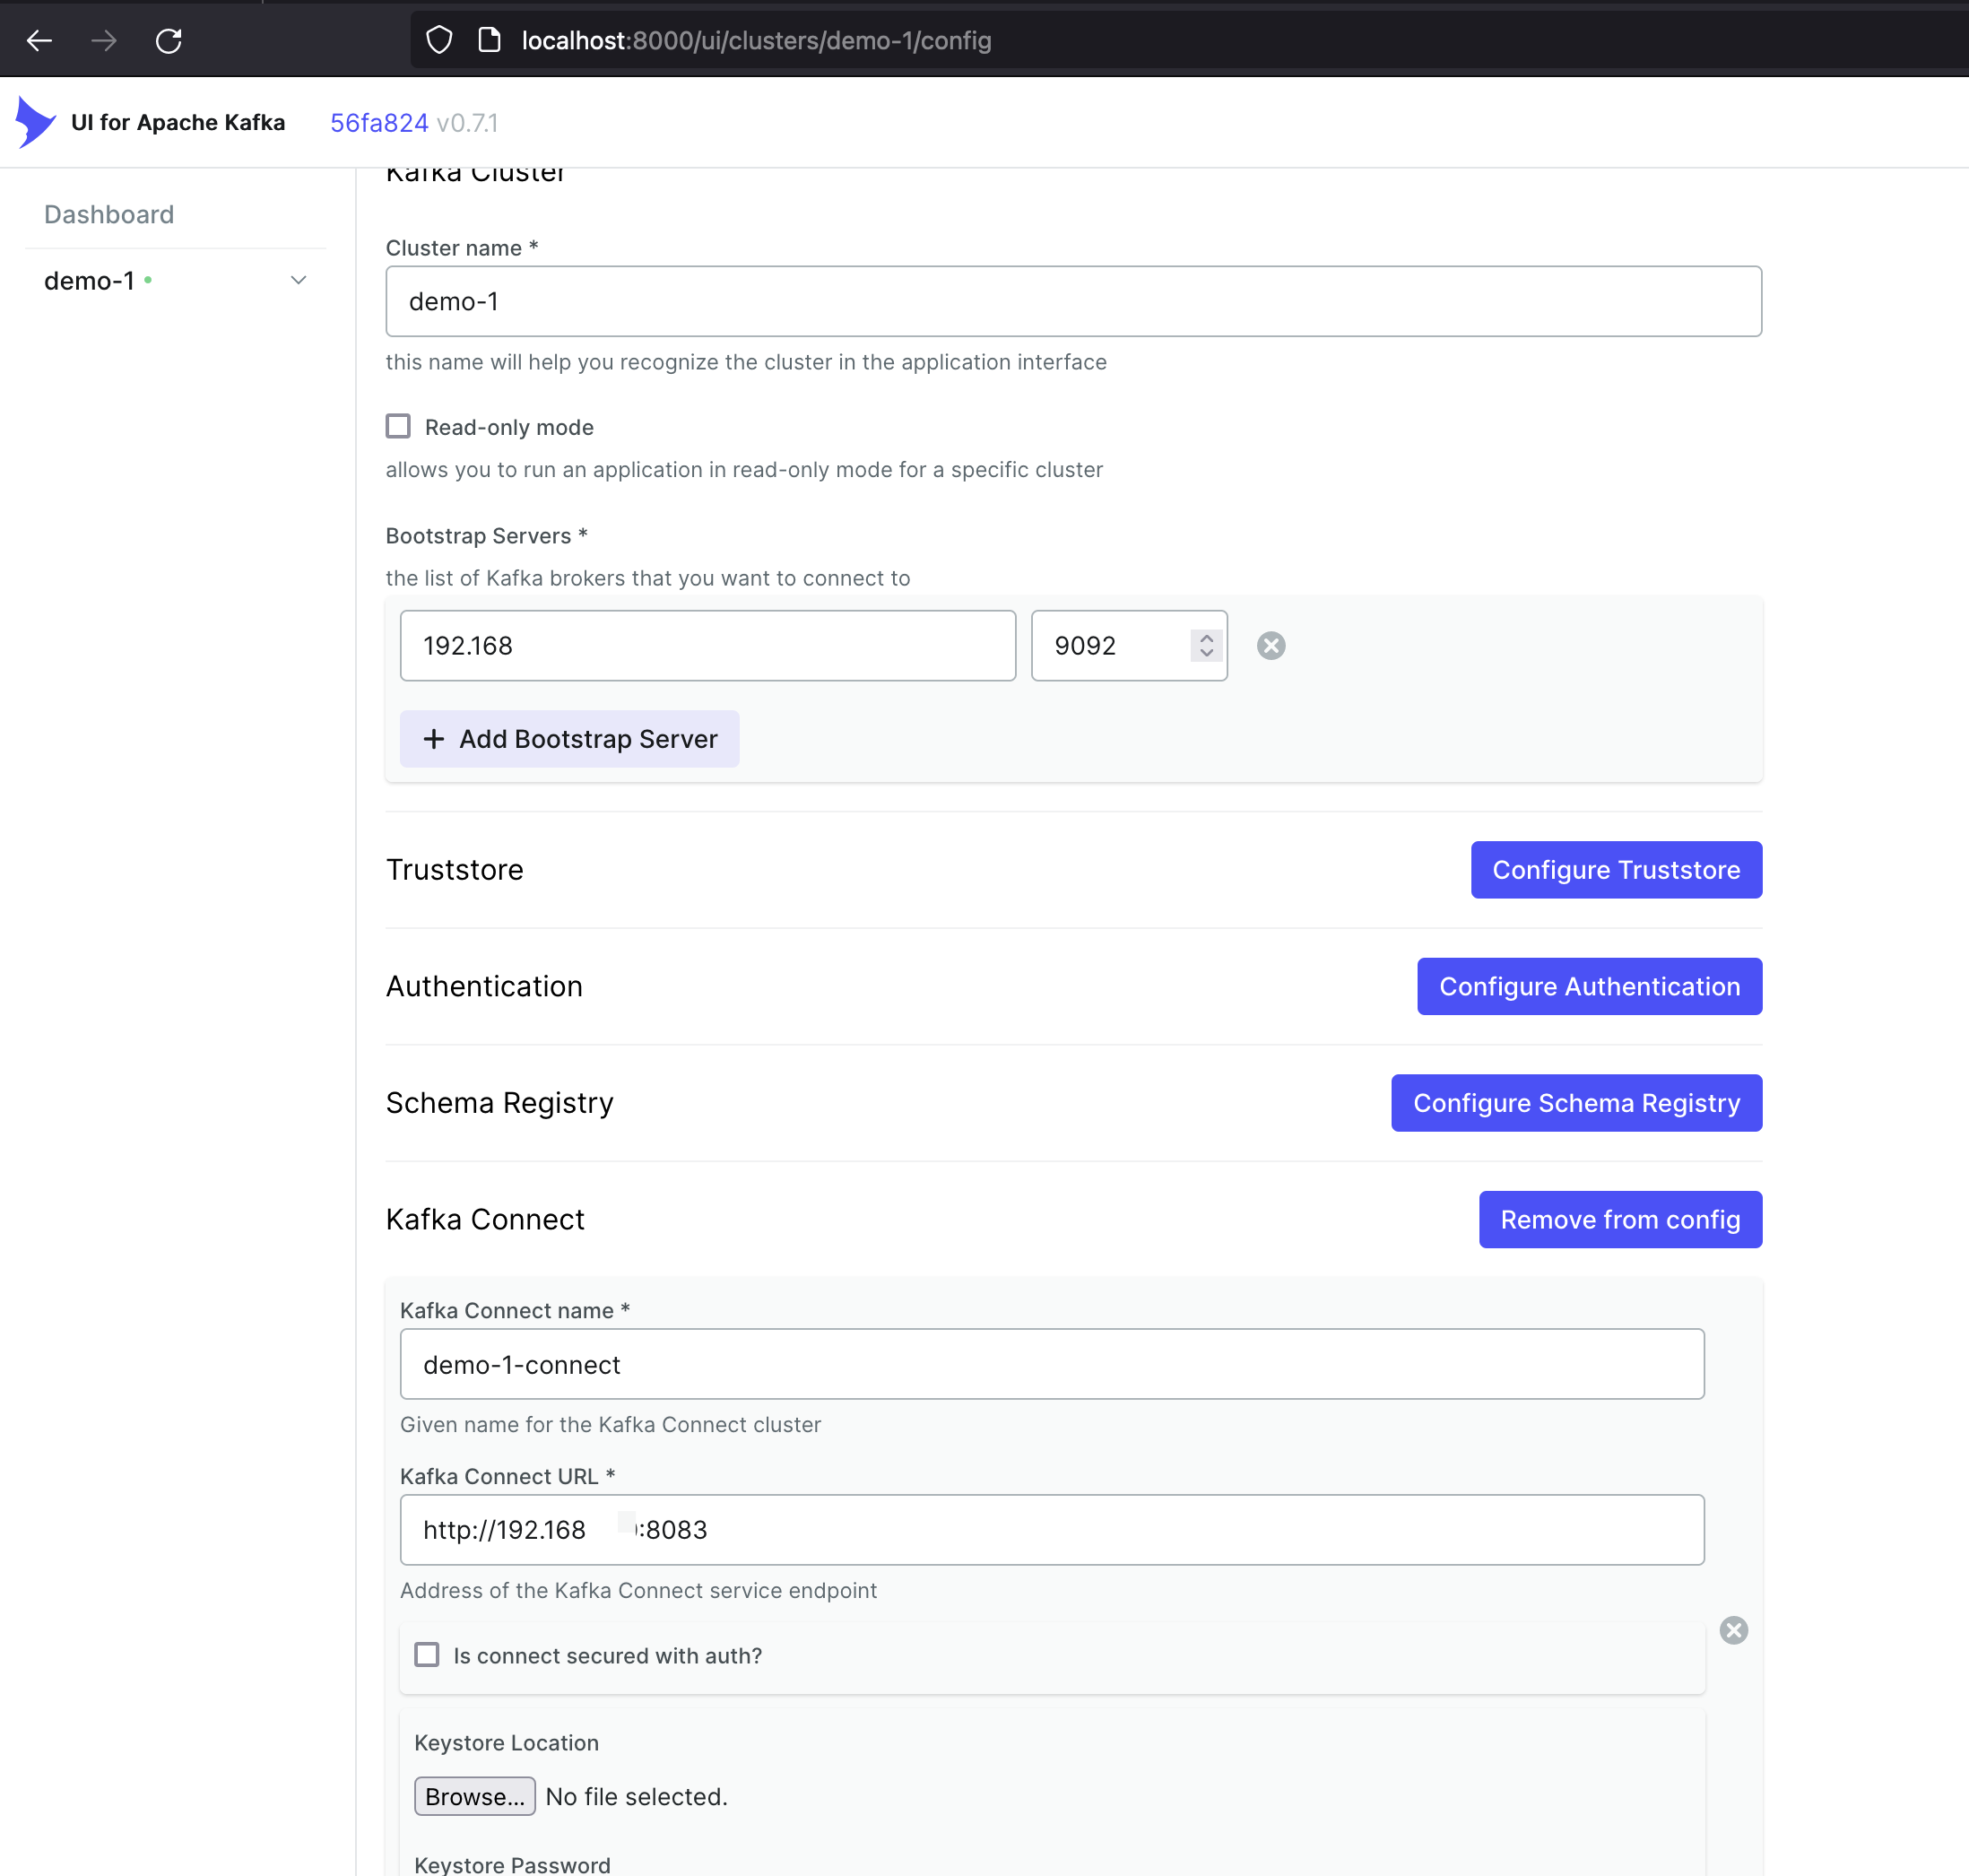 localhost:8000/ui/clusters/demo-1/config
UI for Apache Kafka 56fa824 v0.7.1
Dashboard
demo-1
Kafka Cluster
Cluster name *
demo-1
this name will help you recognize the cluster in the application interface
Read-only mode
allows you to run an application in read-only mode for a specific cluster
Bootstrap Servers *
the list of Kafka brokers that you want to connect to
192.168 9092
+ Add Bootstrap Server
Truststore Configure Truststore
Authentication Configure Authentication
Schema Registry Configure Schema Registry
Kafka Connect Remove from config
Kafka Connect name *
demo-1-connect
Given name for the Kafka Connect cluster
Kafka Connect URL *
http://192.168 :8083
Address of the Kafka Connect service endpoint
Is connect secured with auth?
Keystore Location
Browse... No file selected.
Keystore Password